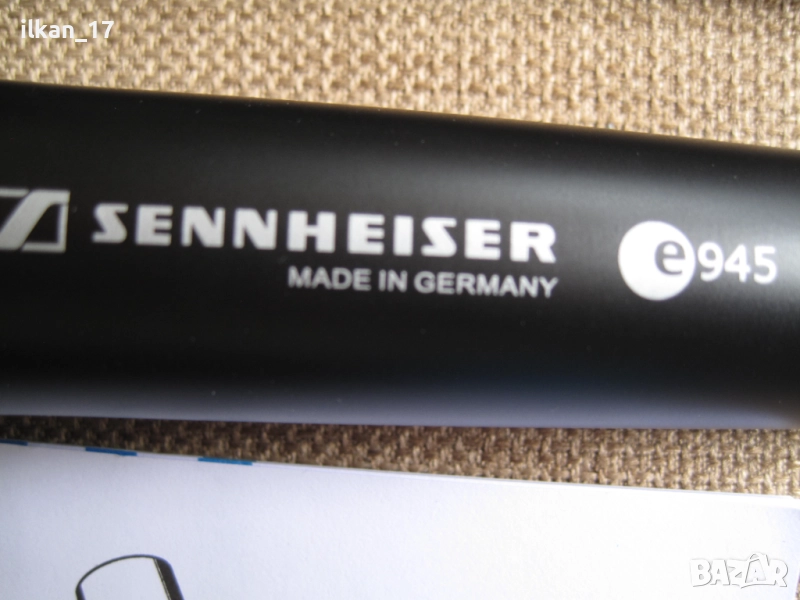 ilkan_17
SENNHEISER
MADE IN GERMANY
e945
BAZAR